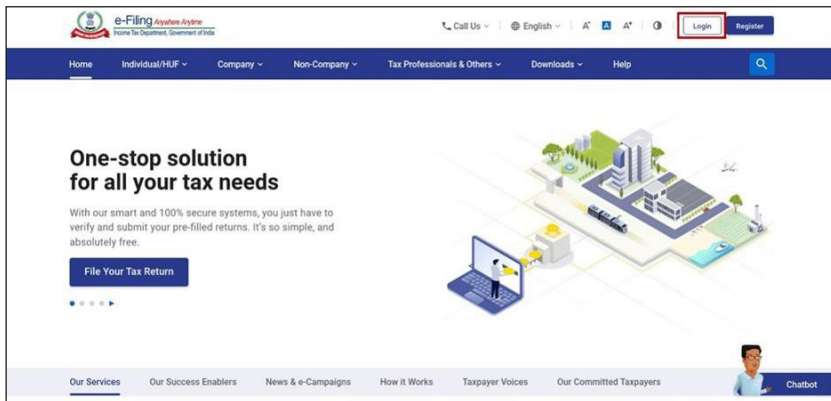 e-Filing Anywhere Anytime
Income Tax Department, Government of India
Call Us
English
A-
A
A+
Login
Register
Home
Individual/HUF
Company
Non-Company
Tax Professionals & Others
Downloads
Help
One-stop solution
for all your tax needs
With our smart and 100% secure systems, you just have to
verify and submit your pre-filled returns. It's so simple, and
absolutely free.
File Your Tax Return
Our Services
Our Success Enablers
News & e-Campaigns
How it Works
Taxpayer Voices
Our Committed Taxpayers
Chatbot